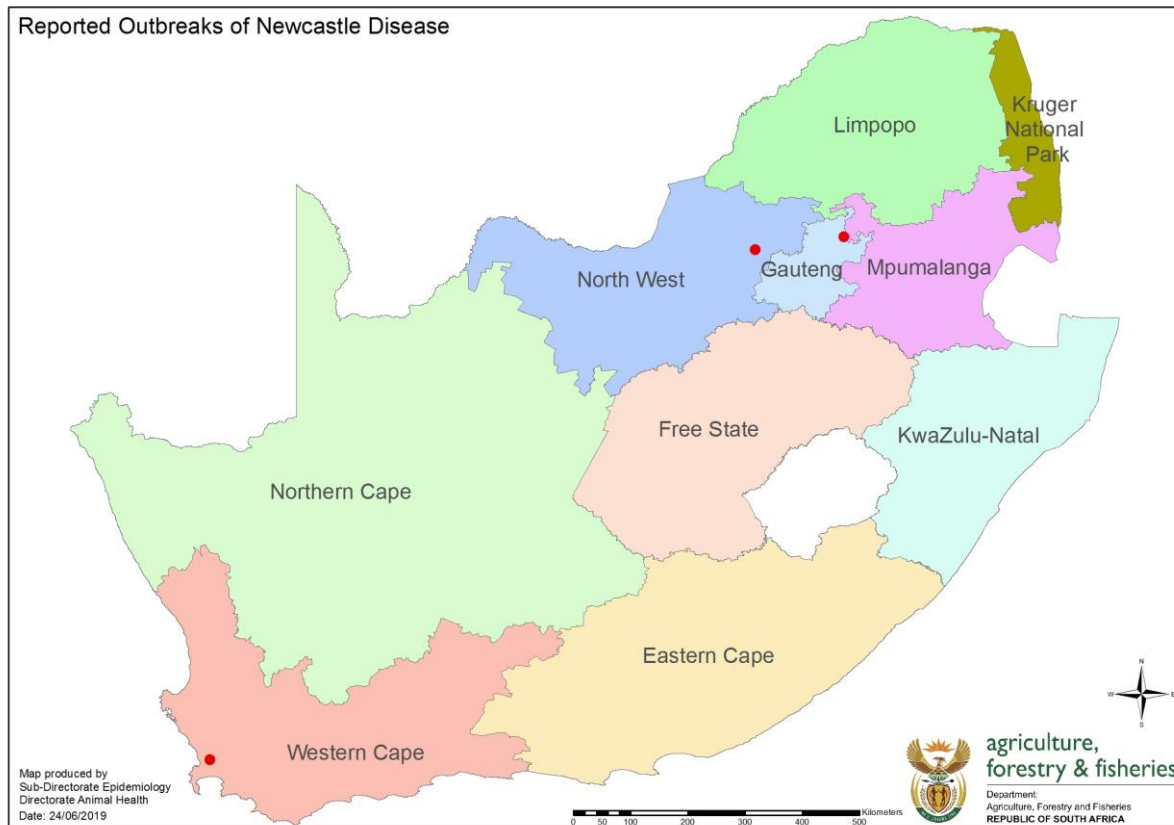 Reported Outbreaks of Newcastle Disease
Limpopo
Kruger
National
Park
North West
Gauteng
Mpumalanga
Free State
KwaZulu-Natal
Northern Cape
Eastern Cape
Western Cape
N
W
E
S
Map produced by
Sub-Directorate Epidemiology
Directorate Animal Health
Date: 24/06/2019
Kilometers
0 50 100 200 300 400 500
agriculture,
forestry & fisheries
Department:
Agriculture, Forestry and Fisheries
REPUBLIC OF SOUTH AFRICA